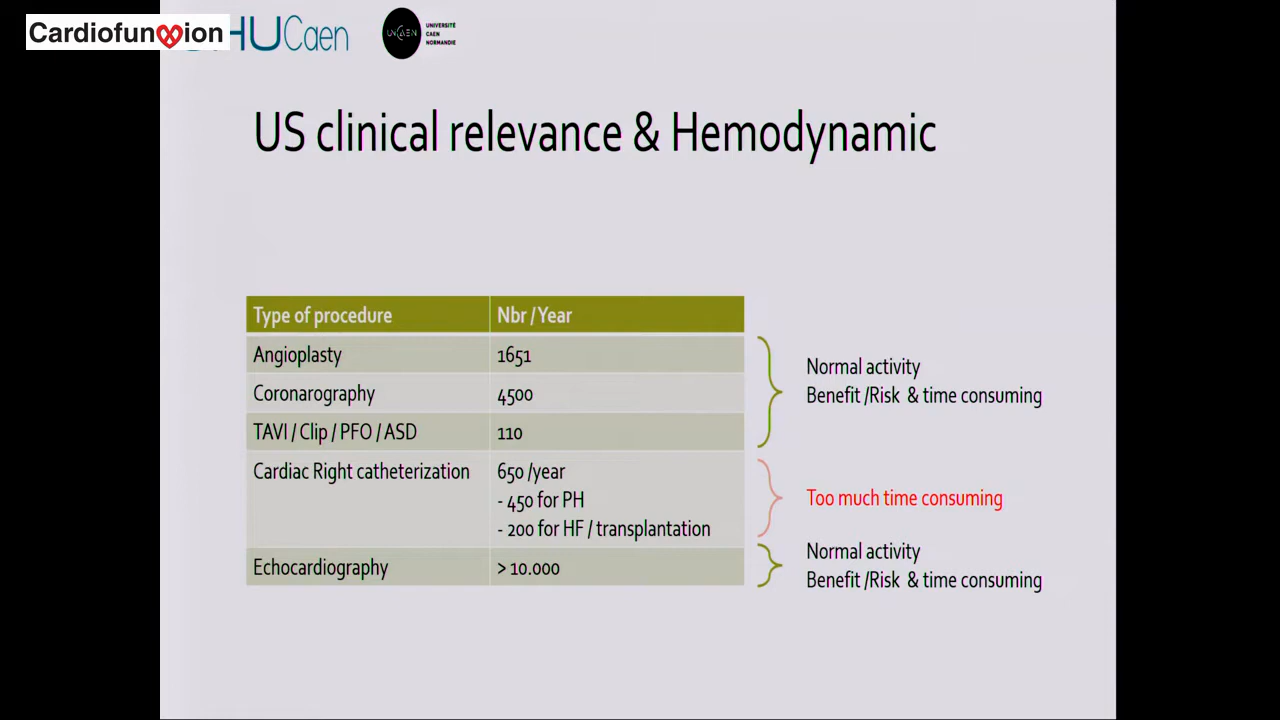 Cardiofunxion
HUCaen
UNICAEN
UNIVERSITÉ
CAEN
NORMANDIE
US clinical relevance & Hemodynamic
Type of procedure Nbr / Year
Angioplasty 1651
Coronarography 4500
TAVI / Clip / PFO / ASD 110
Cardiac Right catheterization 650 /year
- 450 for PH
- 200 for HF / transplantation
Echocardiography > 10.000
Normal activity
Benefit /Risk & time consuming
Too much time consuming
Normal activity
Benefit /Risk & time consuming